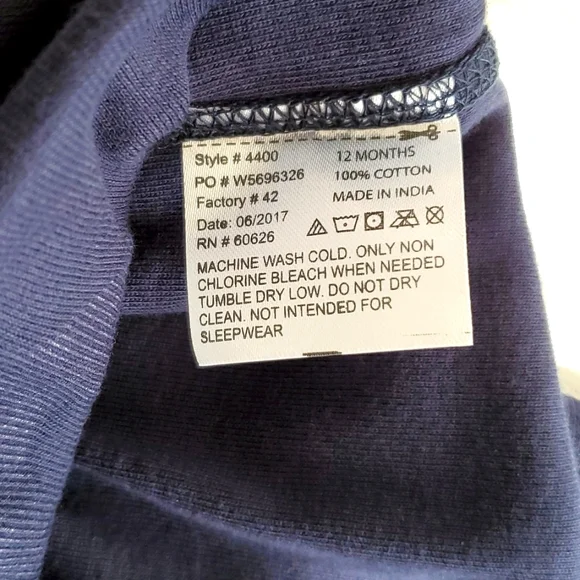 Style # 4400 12 MONTHS
PO # W5696326 100% COTTON
Factory # 42 MADE IN INDIA
Date: 06/2017
RN # 60626
MACHINE WASH COLD. ONLY NON
CHLORINE BLEACH WHEN NEEDED
TUMBLE DRY LOW. DO NOT DRY
CLEAN. NOT INTENDED FOR
SLEEPWEAR